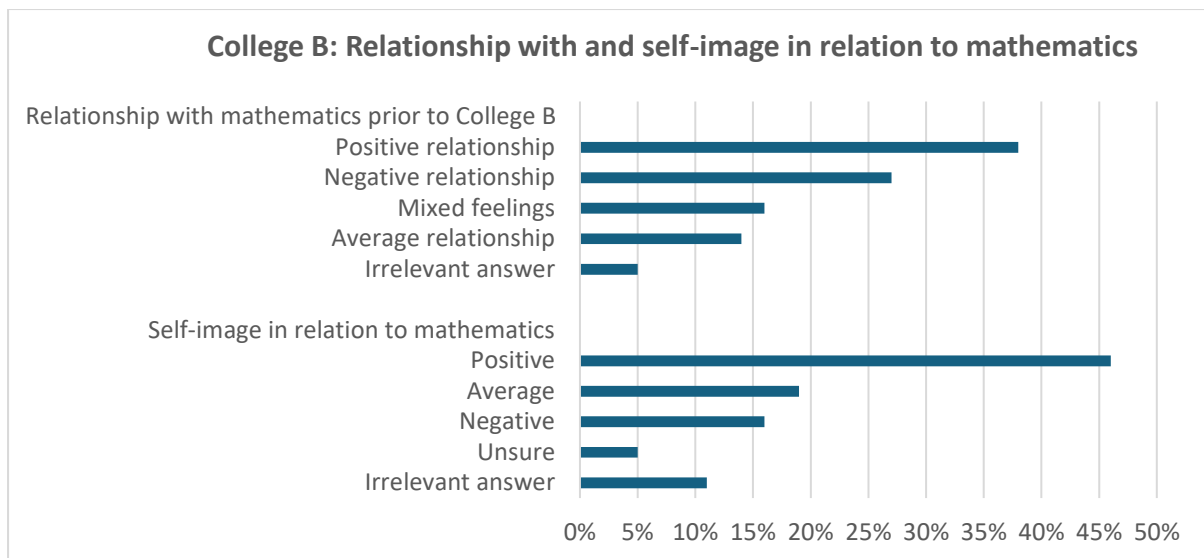 College B: Relationship with and self-image in relation to mathematics
Relationship with mathematics prior to College B
Positive relationship
Negative relationship
Mixed feelings
Average relationship
Irrelevant answer
Self-image in relation to mathematics
Positive
Average
Negative
Unsure
Irrelevant answer
0% 5% 10% 15% 20% 25% 30% 35% 40% 45% 50%